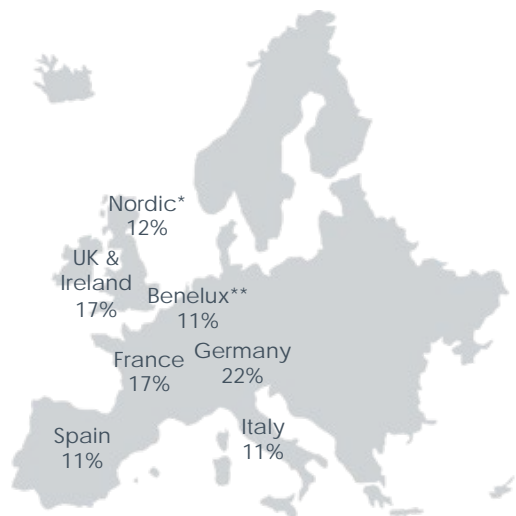 Nordic*
12%
UK &
Ireland
17%
Benelux**
11%
France
17%
Germany
22%
Spain
11%
Italy
11%